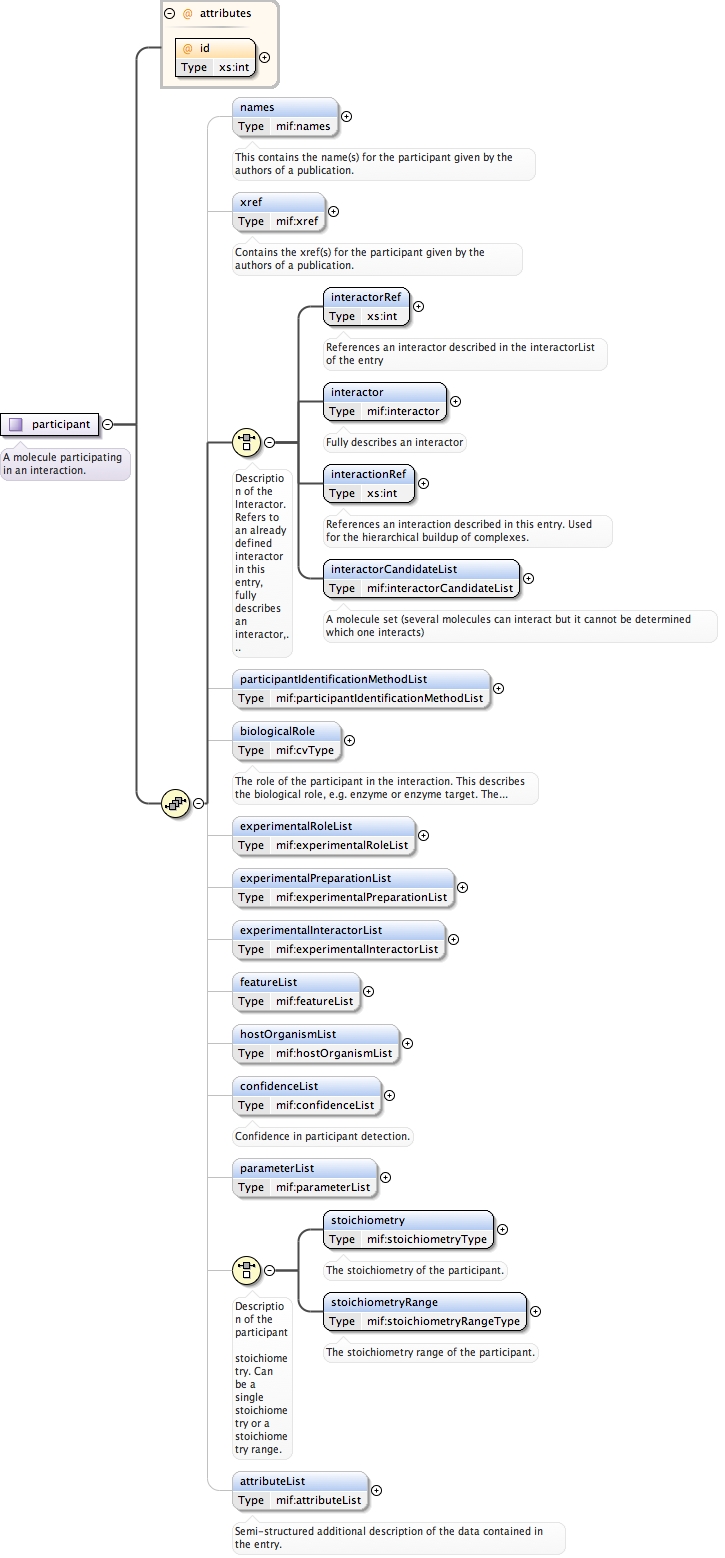 @ attributes
@ id
Type xs:int
names
Type mif:names
This contains the name(s) for the participant given by the
authors of a publication.
xref
Type mif:xref
Contains the xref(s) for the participant given by the
authors of a publication.
interactorRef
Type xs:int
References an interactor described in the interactorList
of the entry
interactor
Type mif:interactor
Fully describes an interactor
participant
A molecule participating
in an interaction.
Descriptio
n of the
Interactor.
Refers to
an already
defined
interactor
in this
entry,
fully
describes
an
interactor,.
..
interactionRef
Type xs:int
References an interaction described in this entry. Used
for the hierarchical buildup of complexes.
interactorCandidateList
Type mif:interactorCandidateList
A molecule set (several molecules can interact but it cannot be determined
which one interacts)
participantIdentificationMethodList
Type mif:participantIdentificationMethodList
biologicalRole
Type mif:cvType
The role of the participant in the interaction. This describes
the biological role, e.g. enzyme or enzyme target. The...
experimentalRoleList
Type mif:experimentalRoleList
experimentalPreparationList
Type mif:experimentalPreparationList
experimentalInteractorList
Type mif:experimentalInteractorList
featureList
Type mif:featureList
hostOrganismList
Type mif:hostOrganismList
confidenceList
Type mif:confidenceList
Confidence in participant detection.
parameterList
Type mif:parameterList
stoichiometry
Type mif:stoichiometryType
The stoichiometry of the participant.
stoichiometryRange
Type mif:stoichiometryRangeType
The stoichiometry range of the participant.
Descriptio
n of the
participant
stoichiome
try. Can
be a
single
stoichiome
try or a
stoichiome
try range.
attributeList
Type mif:attributeList
Semi-structured additional description of the data contained in
the entry.